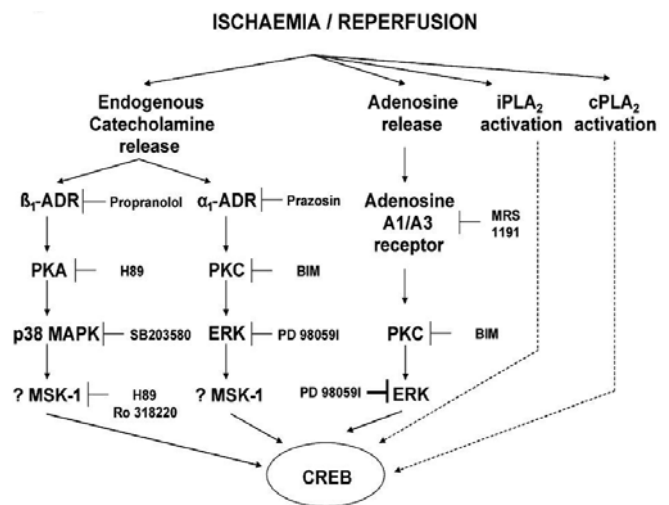 ISCHAEMIA / REPERFUSION
Endogenous
Catecholamine
release
Adenosine
release
iPLA₂
activation
cPLA₂
activation
ß₁-ADR
Propranolol
α₁-ADR
Prazosin
Adenosine
A1/A3
receptor
MRS
1191
PKA
H89
PKC
BIM
p38 MAPK
SB203580
ERK
PD 98059I
PKC
BIM
? MSK-1
H89
Ro 318220
? MSK-1
PD 98059I
ERK
CREB